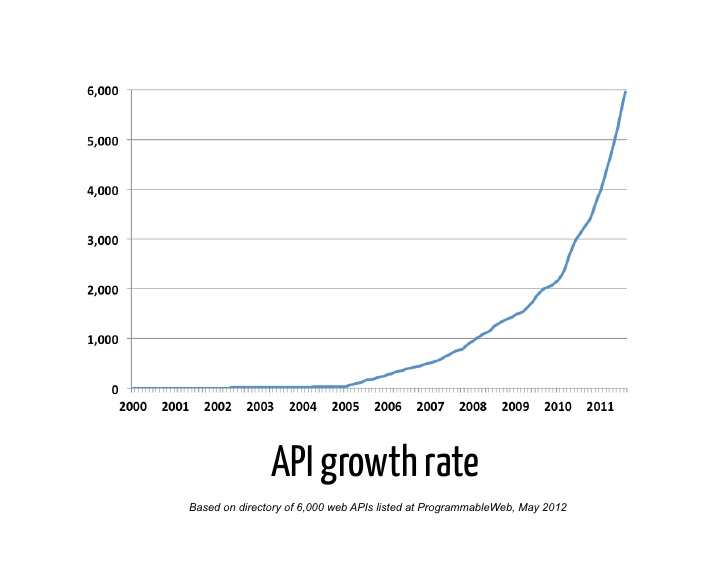 6,000
5,000
4,000
3,000
2,000
1,000
0
2000 2001 2002 2003 2004 2005 2006 2007 2008 2009 2010 2011
API growth rate
Based on directory of 6,000 web APIs listed at ProgrammableWeb, May 2012